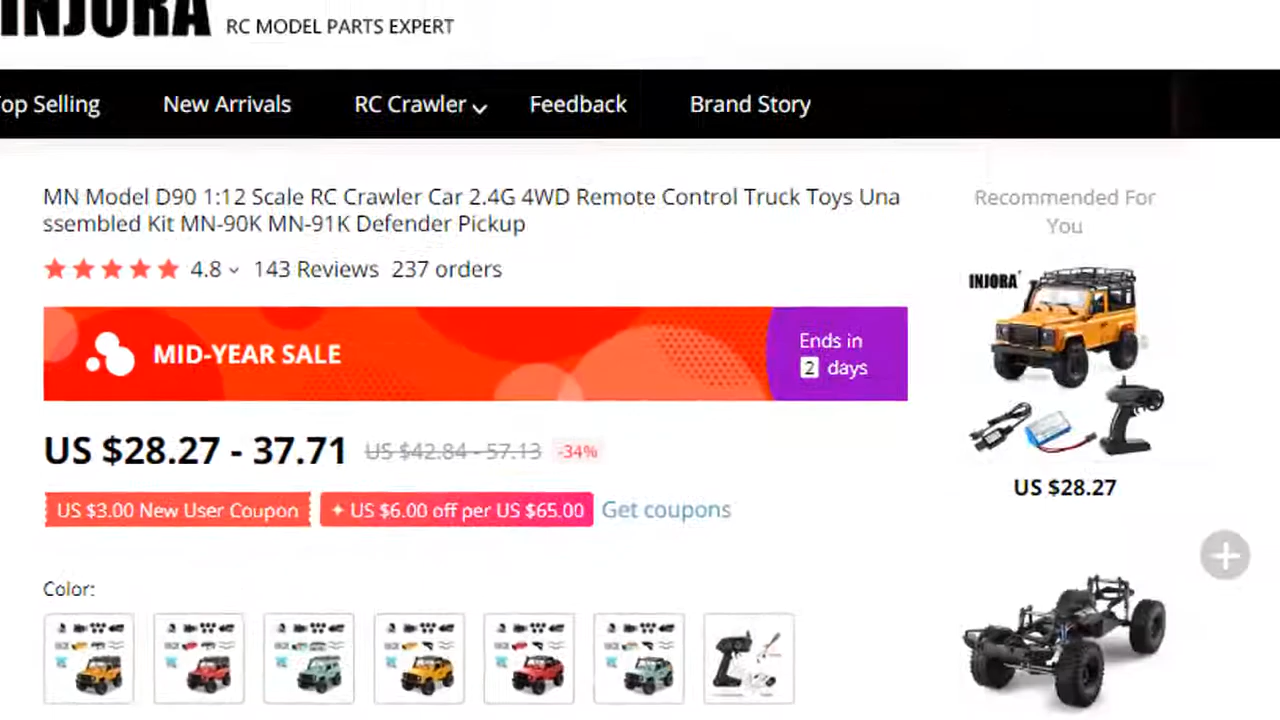 INJORA RC MODEL PARTS EXPERT
op Selling New Arrivals RC Crawler Feedback Brand Story
MN Model D90 1:12 Scale RC Crawler Car 2.4G 4WD Remote Control Truck Toys Una
ssembled Kit MN-90K MN-91K Defender Pickup
4.8 143 Reviews 237 orders
MID-YEAR SALE
Ends in
2 days
US $28.27 - 37.71 US $42.84 - 57.13 -34%
US $3.00 New User Coupon US $6.00 off per US $65.00 Get coupons
Color:
Recommended For
You
INJORA
US $28.27